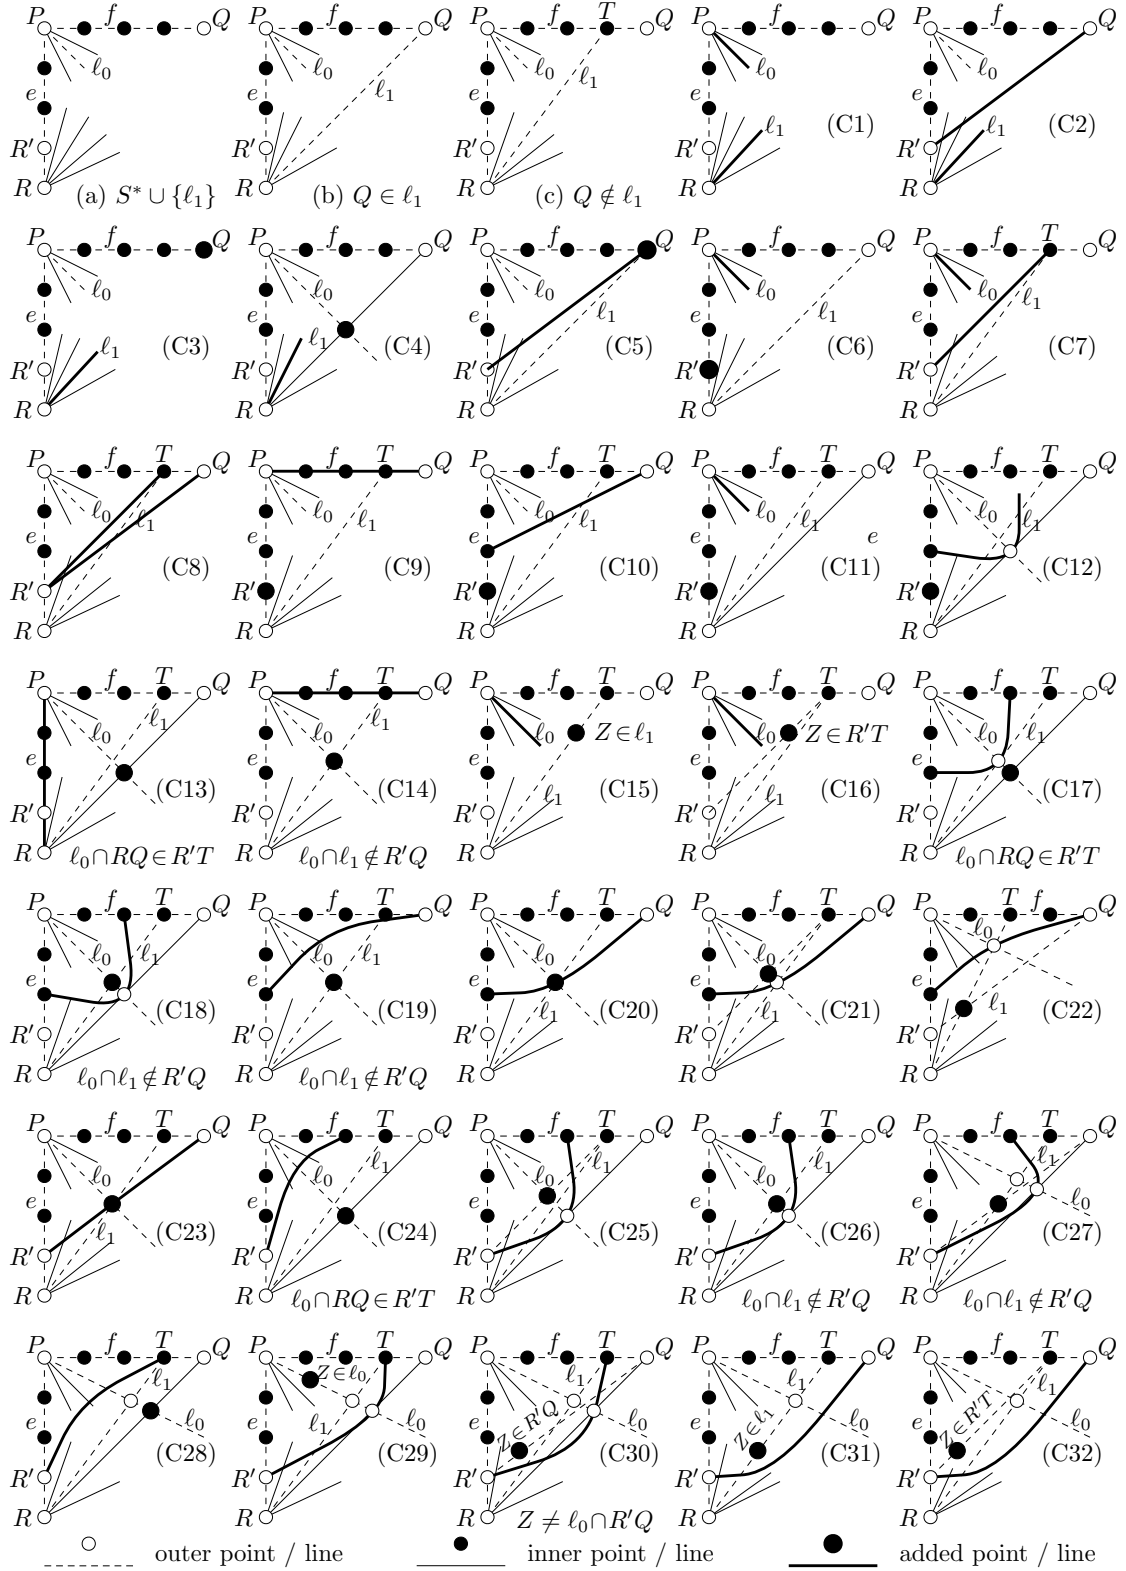 P f Q P f Q P f T Q P f Q P f Q
ℓ₀ ℓ₀ ℓ₀ ℓ₀ ℓ₀
e e ℓ₁ e ℓ₁ e e
R′ R′ R′ R′ ℓ₁ (C1) R′ ℓ₁ (C2)
R (a) S* ∪ {ℓ₁} R (b) Q ∈ ℓ₁ R (c) Q ∉ ℓ₁ R R
P f Q P f Q P f Q P f Q P f T Q
ℓ₀ ℓ₀ ℓ₀ ℓ₀ ℓ₀
e e e ℓ₁ e ℓ₁ e ℓ₁
R′ ℓ₁ (C3) R′ ℓ₁ (C4) R′ (C5) R′ (C6) R′ (C7)
R R R R R
P f T Q P f T Q P f T Q P f T Q P f T Q
ℓ₀ ℓ₁ ℓ₀ ℓ₁ ℓ₀ ℓ₁ ℓ₀ ℓ₁ ℓ₀ ℓ₁
e e e e e
R′ (C8) R′ (C9) R′ (C10) R′ (C11) R′ (C12)
R R R R R
P f T Q P f T Q P f T Q P f T Q P f T Q
ℓ₀ ℓ₁ ℓ₀ ℓ₁ ℓ₀ Z ∈ ℓ₁ ℓ₀ Z ∈ R′T ℓ₀ ℓ₁
e e e ℓ₁ e ℓ₁ e
R′ (C13) R′ (C14) R′ (C15) R′ (C16) R′ (C17)
R ℓ₀ ∩ RQ ∈ R′T R ℓ₀ ∩ ℓ₁ ∉ R′Q R R R ℓ₀ ∩ RQ ∈ R′T
P f T Q P f T Q P f T Q P f T Q P T f Q
ℓ₀ ℓ₁ ℓ₀ ℓ₁ ℓ₀ ℓ₀ ℓ₀
e e e ℓ₁ e ℓ₁ e ℓ₁
R′ (C18) R′ (C19) R′ (C20) R′ (C21) R′ (C22)
R ℓ₀ ∩ ℓ₁ ∉ R′Q R ℓ₀ ∩ ℓ₁ ∉ R′Q R R R
P f T Q P f T Q P f T Q P f T Q P f T Q
ℓ₀ ℓ₀ ℓ₁ ℓ₀ ℓ₁ ℓ₀ ℓ₁ ℓ₁ ℓ₀
e ℓ₁ e e e e
R′ (C23) R′ (C24) R′ (C25) R′ (C26) R′ (C27)
R R ℓ₀ ∩ RQ ∈ R′T R R ℓ₀ ∩ ℓ₁ ∉ R′Q R ℓ₀ ∩ ℓ₁ ∉ R′Q
P f T Q P f T Q P f T Q P f T Q P f T Q
ℓ₁ Z ∈ ℓ₀ ℓ₁ ℓ₁ ℓ₁
e ℓ₀ e ℓ₁ ℓ₀ e Z ∈ R′Q ℓ₀ e Z ∈ ℓ₁ ℓ₀ e Z ∈ R′T ℓ₀
R′ (C28) R′ (C29) R′ (C30) R′ (C31) R′ (C32)
R R R Z ≠ ℓ₀ ∩ R′Q R R
outer point / line inner point / line added point / line